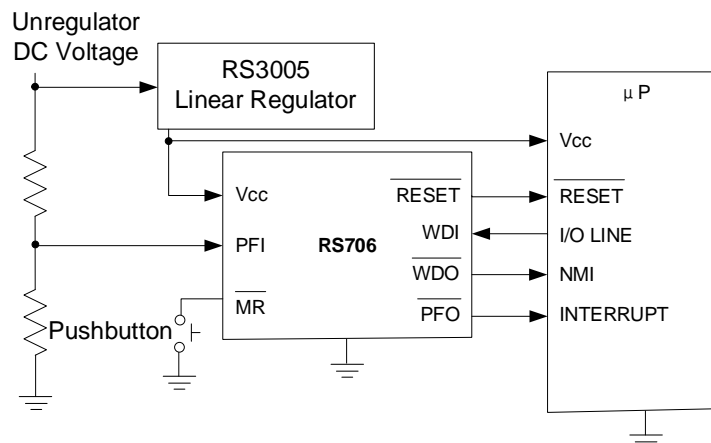 Unregulator
DC Voltage
RS3005
Linear Regulator
μP
Vcc
Vcc
RESET
RESET
PFI
RS706
WDI
I/O LINE
WDO
NMI
MR
PFO
INTERRUPT
Pushbutton